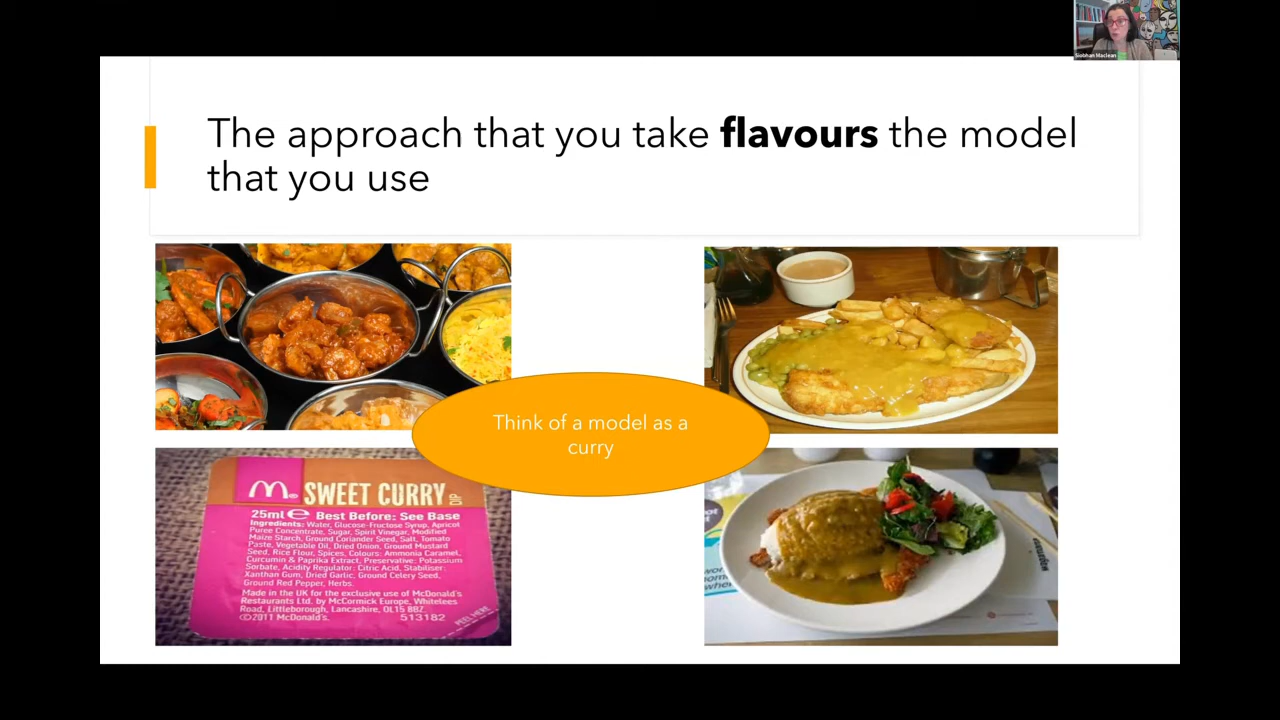 Siobhan Maclean
The approach that you take flavours the model
that you use
Think of a model as a
curry
SWEET CURRY DIP
25ml e Best Before: See Base
Ingredients: Water, Glucose-Fructose Syrup, Apricot
Puree Concentrate, Sugar, Spirit Vinegar, Modified
Maize Starch, Ground Coriander Seed, Salt, Tomato
Paste, Vegetable Oil, Dried Onion, Ground Mustard
Seed, Rice Flour, Spices, Colours: Ammonia Caramel,
Curcumin & Paprika Extract, Preservative: Potassium
Sorbate, Acidity Regulator: Citric Acid, Stabiliser:
Xanthan Gum, Dried Garlic, Ground Celery Seed,
Ground Red Pepper, Herbs.
Made in the UK for the exclusive use of McDonald's
Restaurants Ltd. by McCormick Europe, Whitelees
Road, Littleborough, Lancashire, OL15 8BZ.
©2011 McDonald's. 513182
PEEL HERE